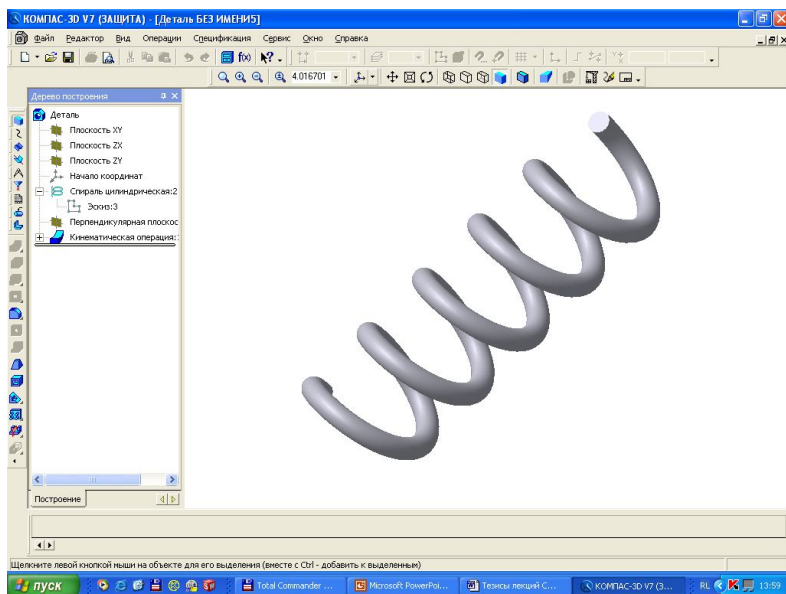 КОМПАС-3D V7 (ЗАЩИТА) - [Деталь БЕЗ ИМЕНИ5]
Файл Редактор Вид Операции Спецификация Сервис Окно Справка
f(x)
4.016701
Дерево построения
Деталь
Плоскость XY
Плоскость ZX
Плоскость ZY
Начало координат
Спираль цилиндрическая:2
Эскиз:3
Перпендикулярная плоскос
Кинематическая операция:
Построение
Щелкните левой кнопкой мыши на объекте для его выделения (вместе с Ctrl - добавить к выделенным)
пуск Total Commander ... Microsoft PowerPoi... Тезисы лекций С... КОМПАС-3D V7 (З... RL 13:59